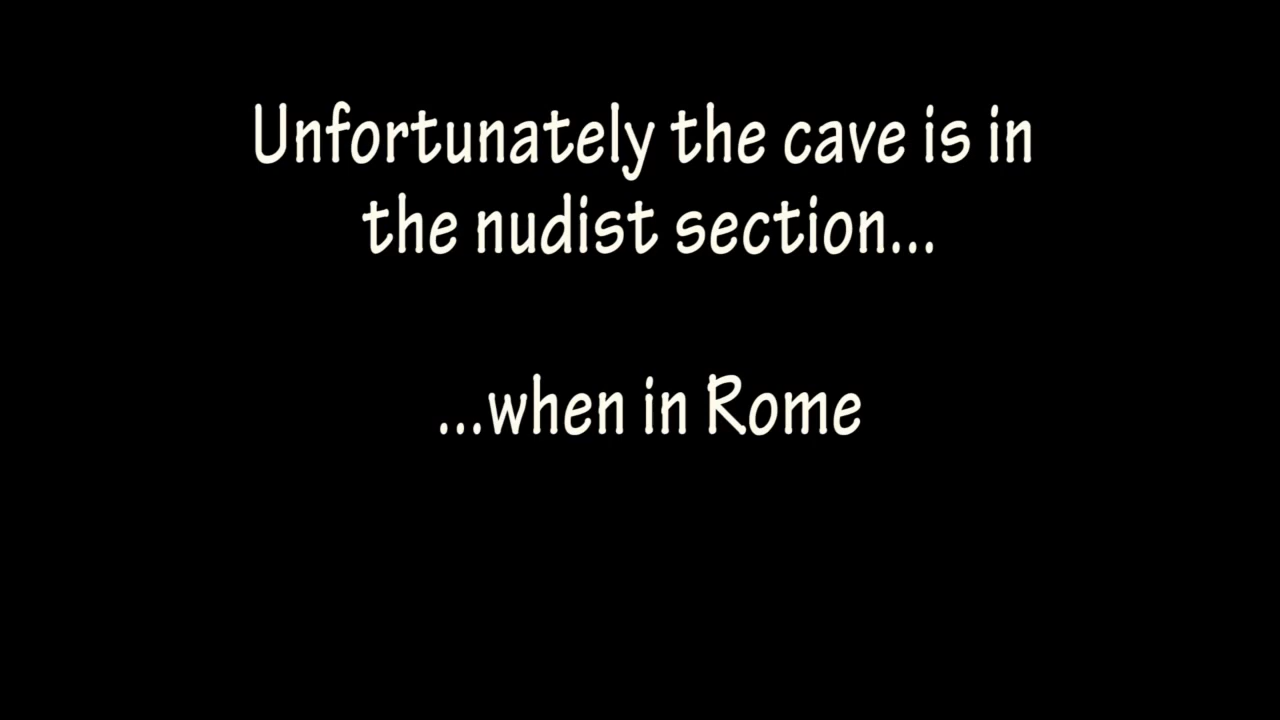 Unfortunately the cave is in
the nudist section...
...when in Rome